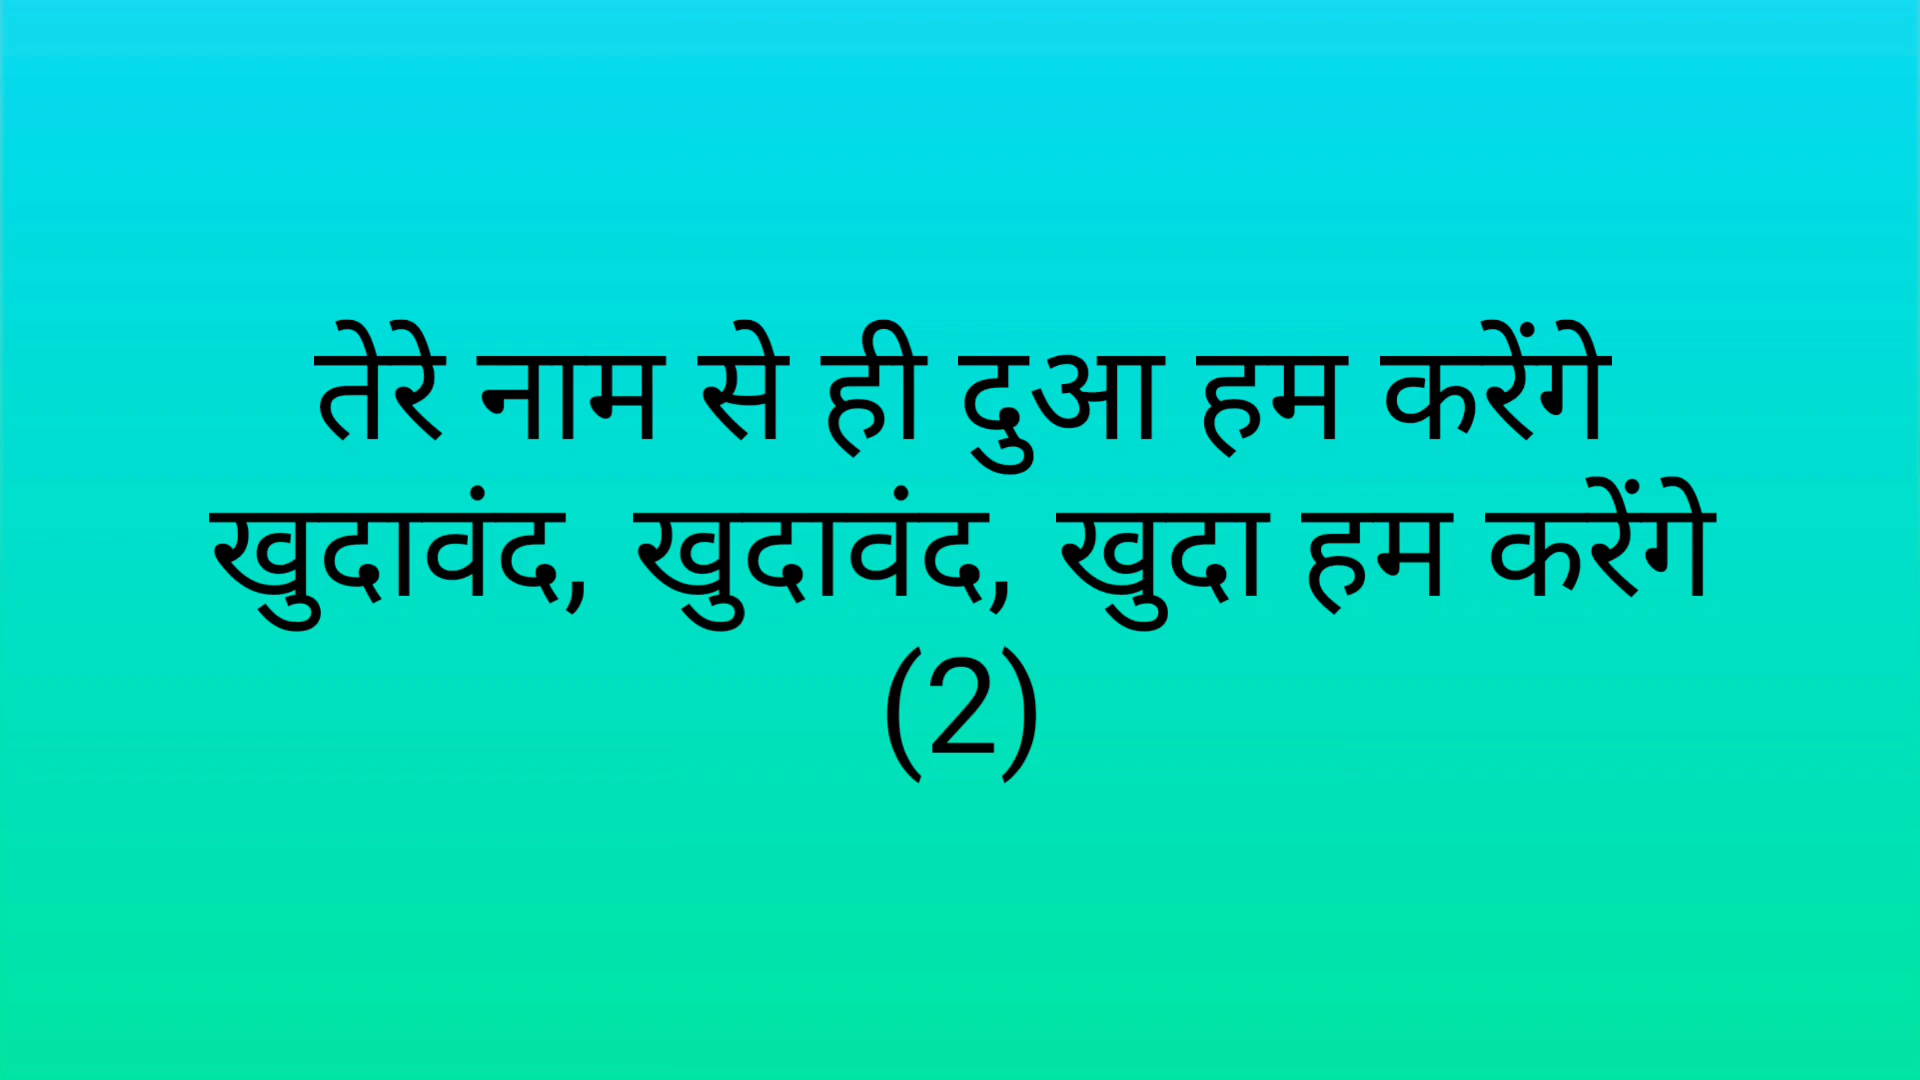 तेरे नाम से ही दुआ हम करेंगे
खुदावंद, खुदावंद, खुदा हम करेंगे
(2)